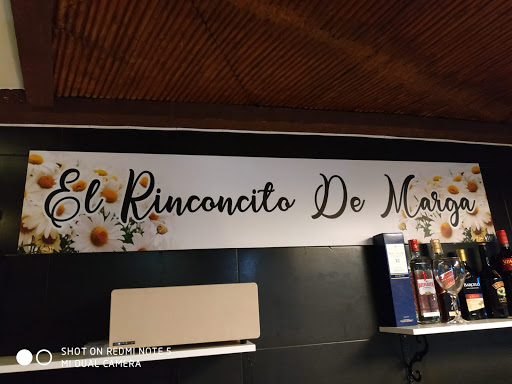 El Rinconcito De Marga
SHOT ON REDMI NOTE 5
MI DUAL CAMERA